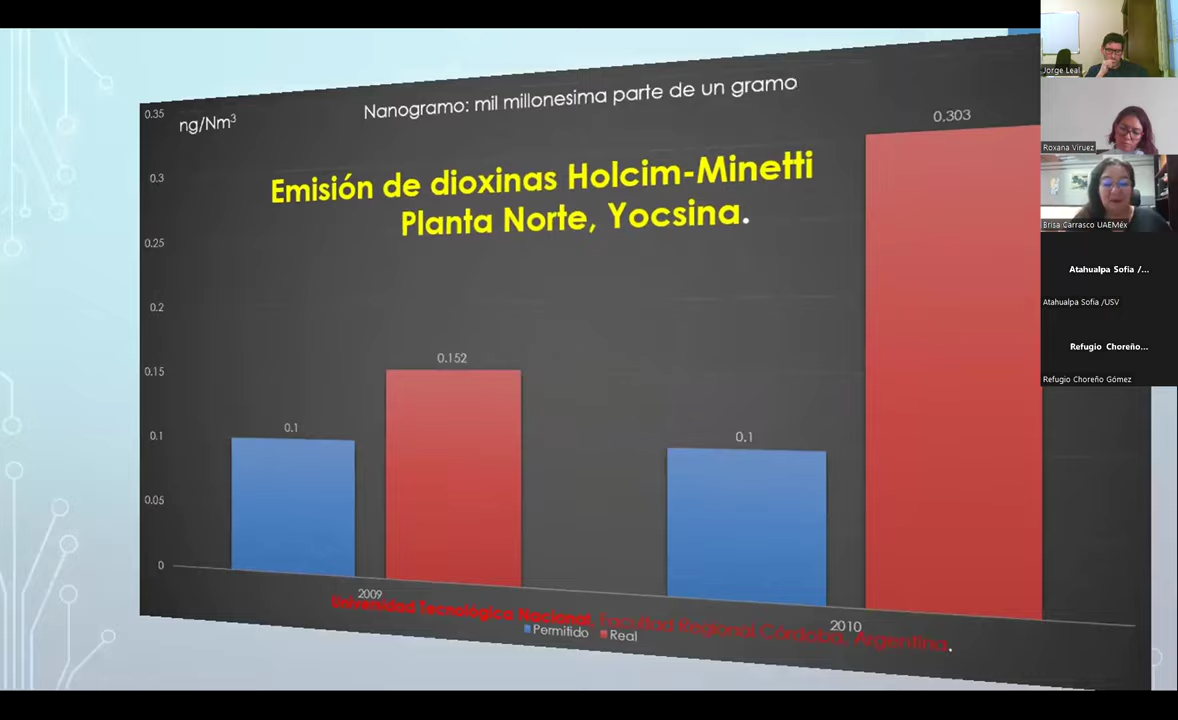 0.35
ng/Nm³
Nanogramo: mil millonesima parte de un gramo
0.303
0.3
Emisión de dioxinas Holcim-Minetti
Planta Norte, Yocsina.
0.25
0.2
0.152
0.15
0.1
0.1
0.1
0.05
0
2009
2010
Universidad Tecnológica Nacional, Facultad Regional Córdoba, Argentina.
Permitido
Real
Jorge Leal
Roxana Viruez
Brisa Carrasco UAEMéx
Atahualpa Sofia /...
Atahualpa Sofia /USV
Refugio Choreño...
Refugio Choreño Gómez